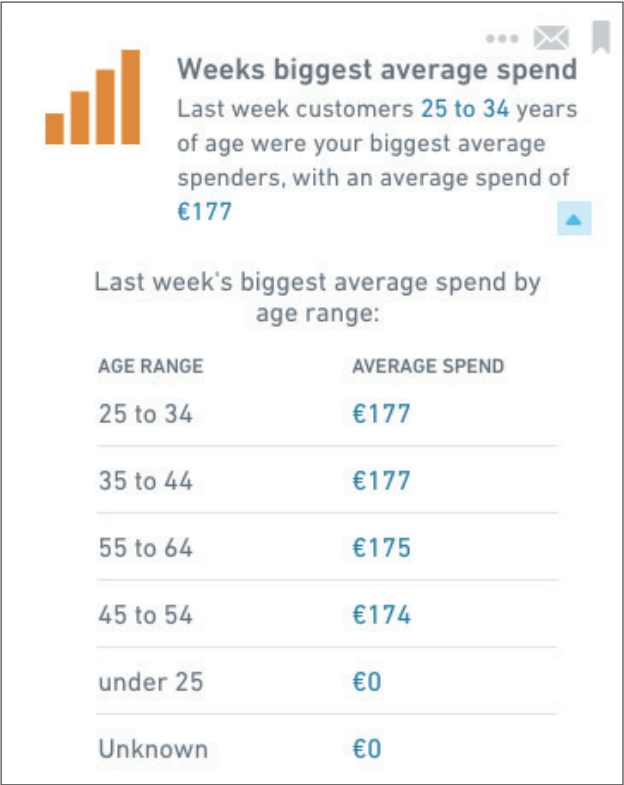 Weeks biggest average spend
Last week customers 25 to 34 years
of age were your biggest average
spenders, with an average spend of
€177
Last week's biggest average spend by
age range:
AGE RANGE AVERAGE SPEND
25 to 34 €177
35 to 44 €177
55 to 64 €175
45 to 54 €174
under 25 €0
Unknown €0